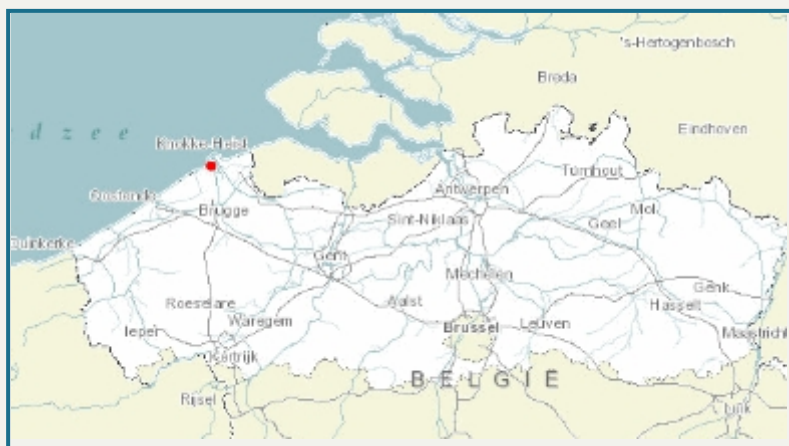 's-Hertogenbosch
Breda
d z e e
Eindhoven
Knokke-Heist
Turnhout
Antwerpen
Oostende
Mol
Brugge
Sint-Niklaas
Geel
Duinkerke
Gent
Mechelen
Genk
Roeselare
Aalst
Hasselt
Waregem
Ieper
Brussel
Leuven
Maastricht
Kortrijk
BELGIË
Rijsel
Luik